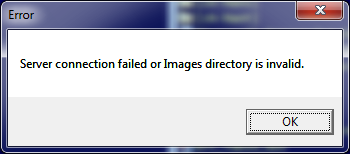 Error
Server connection failed or Images directory is invalid.
OK